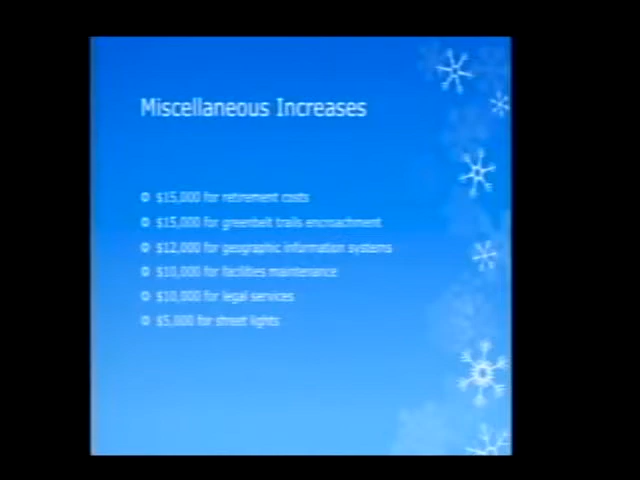 Miscellaneous Increases
$15,000 for retirement costs
$15,000 for greenbelt trails encroachment
$12,000 for geographic information systems
$10,000 for facilities maintenance
$10,000 for legal services
$5,000 for street lights